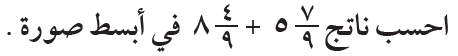 احسب ناتج ٥ ٧/٩ + ٨ ٤/٩ في أبسط صورة .